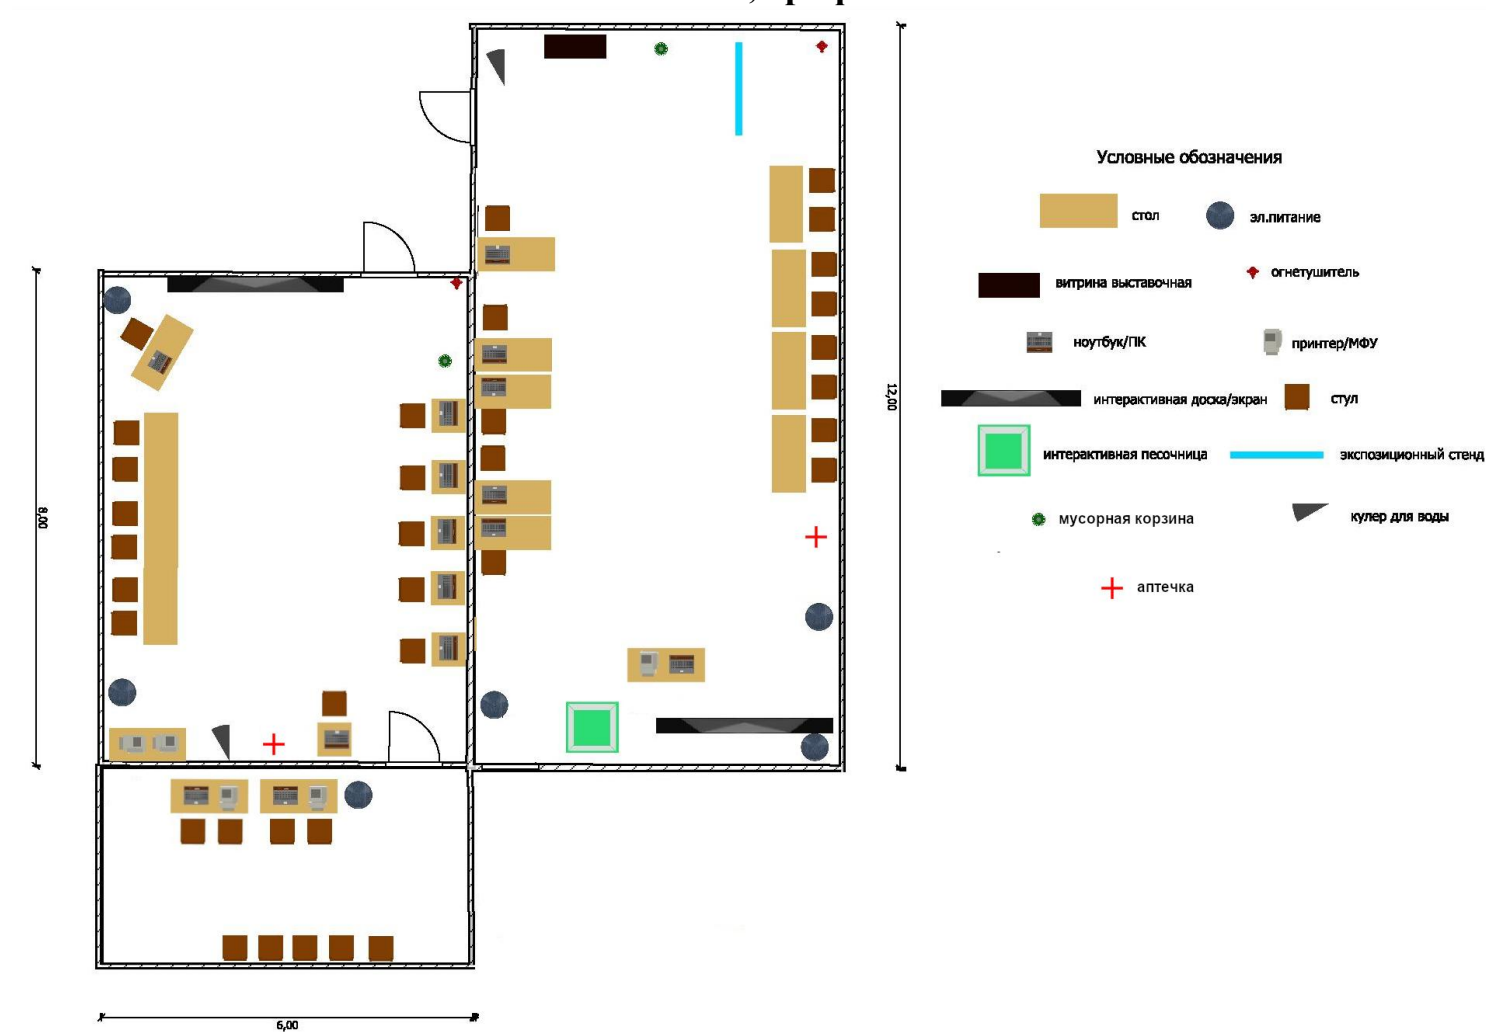 12,00
8,00
6,00
Условные обозначения
стол
эл.питание
витрина выставочная
огнетушитель
ноутбук/ПК
принтер/МФУ
интерактивная доска/экран
стул
интерактивная песочница
экспозиционный стенд
мусорная корзина
кулер для воды
аптечка